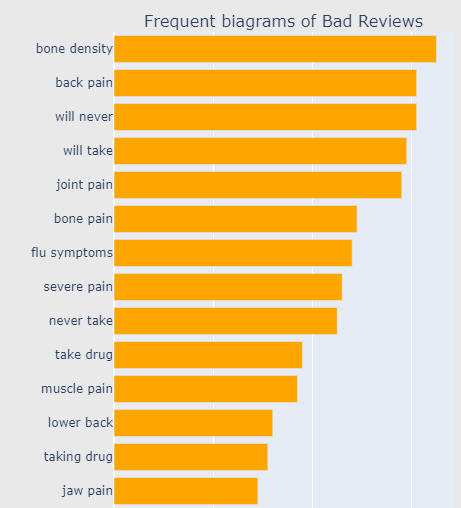 Frequent biagrams of Bad Reviews
bone density
back pain
will never
will take
joint pain
bone pain
flu symptoms
severe pain
never take
take drug
muscle pain
lower back
taking drug
jaw pain